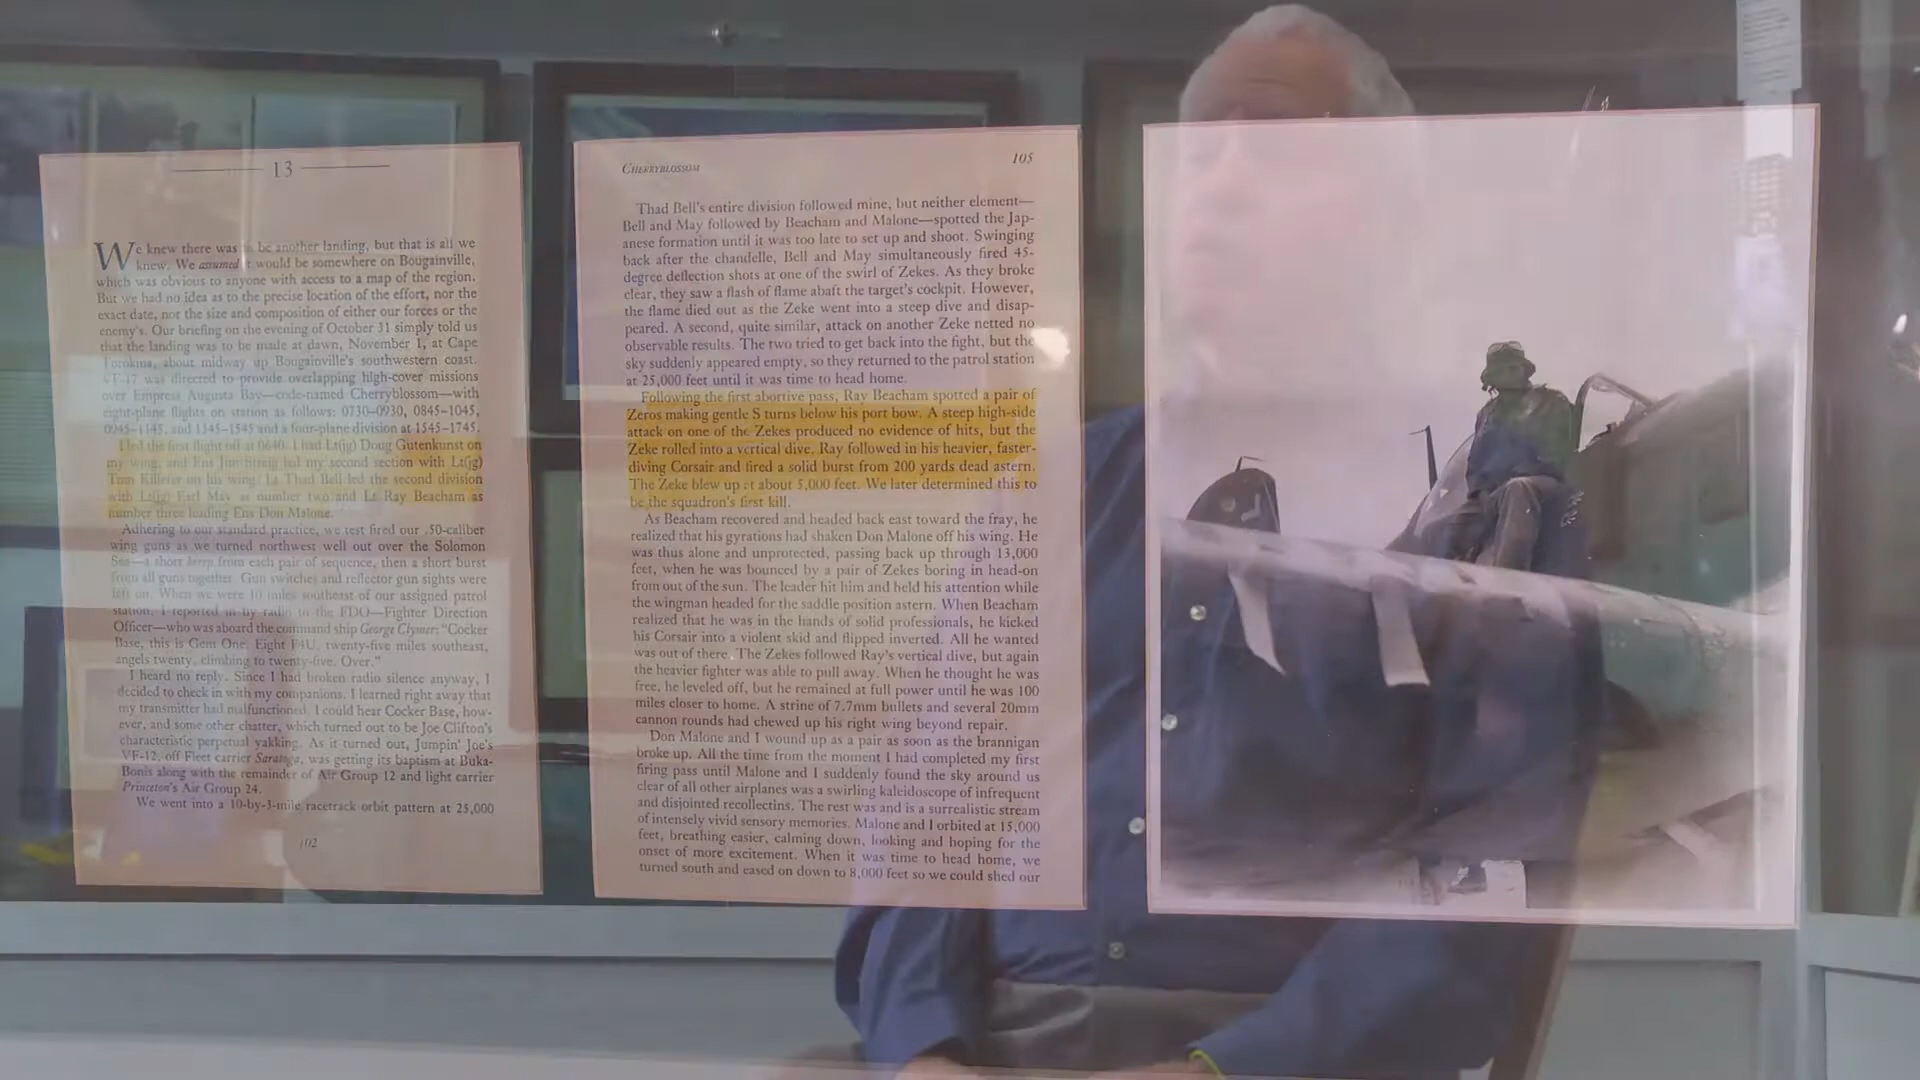 13
We knew there was be another landing, but that is all we
knew. We assumed it would be somewhere on Bougainville,
which was obvious to anyone with access to a map of the region.
But we had no idea as to the precise location of the effort, nor the
exact date, nor the size and composition of either our forces or the
enemy's. Our briefing on the evening of October 31 simply told us
that the landing was to be made at dawn, November 1, at Cape
Torokina, about midway up Bougainville's southwestern coast.
VF-17 was directed to provide overlapping high-cover missions
over Empress Augusta Bay—code-named Cherryblossom—with
eight-plane flights on station as follows: 0730–0930, 0845–1045,
0945–1145, and 1345–1545 and a four-plane division at 1545–1745.
I led the first flight off at 0640. I had Lt(jg) Doug Gutenkunst on
my wing, and Ens Jim Streig led my second section with Lt(jg)
Tom Killefer on his wing. Lt Thad Bell led the second division
with Lt(jg) Earl May as number two and Lt Ray Beacham as
number three leading Ens Don Malone.
Adhering to our standard practice, we test fired our .50-caliber
wing guns as we turned northwest well out over the Solomon
Sea—a short beep from each pair of sequence, then a short burst
from all guns together. Gun switches and reflector gun sights were
left on. When we were 10 miles southeast of our assigned patrol
station, I reported in by radio to the FDO—Fighter Direction
Officer—who was aboard the command ship George Clymer: "Cocker
Base, this is Gem One. Eight F4U, twenty-five miles southeast,
angels twenty, climbing to twenty-five. Over."
I heard no reply. Since I had broken radio silence anyway, I
decided to check in with my companions. I learned right away that
my transmitter had malfunctioned. I could hear Cocker Base, how-
ever, and some other chatter, which turned out to be Joe Clifton's
characteristic perpetual yakking. As it turned out, Jumpin' Joe's
VF-12, off Fleet carrier Saratoga, was getting its baptism at Buka-
Bonis along with the remainder of Air Group 12 and light carrier
Princeton's Air Group 24.
We went into a 10-by-3-mile racetrack orbit pattern at 25,000
102
CHERRYBLOSSOM 105
Thad Bell's entire division followed mine, but neither element—
Bell and May followed by Beacham and Malone—spotted the Jap-
anese formation until it was too late to set up and shoot. Swinging
back after the chandelle, Bell and May simultaneously fired 45-
degree deflection shots at one of the swirl of Zekes. As they broke
clear, they saw a flash of flame abaft the target's cockpit. However,
the flame died out as the Zeke went into a steep dive and disap-
peared. A second, quite similar, attack on another Zeke netted no
observable results. The two tried to get back into the fight, but the
sky suddenly appeared empty, so they returned to the patrol station
at 25,000 feet until it was time to head home.
Following the first abortive pass, Ray Beacham spotted a pair of
Zeros making gentle S turns below his port bow. A steep high-side
attack on one of the Zekes produced no evidence of hits, but the
Zeke rolled into a vertical dive. Ray followed in his heavier, faster-
diving Corsair and fired a solid burst from 200 yards dead astern.
The Zeke blew up at about 5,000 feet. We later determined this to
be the squadron's first kill.
As Beacham recovered and headed back east toward the fray, he
realized that his gyrations had shaken Don Malone off his wing. He
was thus alone and unprotected, passing back up through 13,000
feet, when he was bounced by a pair of Zekes boring in head-on
from out of the sun. The leader hit him and held his attention while
the wingman headed for the saddle position astern. When Beacham
realized that he was in the hands of solid professionals, he kicked
his Corsair into a violent skid and flipped inverted. All he wanted
was out of there. The Zekes followed Ray's vertical dive, but again
the heavier fighter was able to pull away. When he thought he was
free, he leveled off, but he remained at full power until he was 100
miles closer to home. A strine of 7.7mm bullets and several 20mm
cannon rounds had chewed up his right wing beyond repair.
Don Malone and I wound up as a pair as soon as the brannigan
broke up. All the time from the moment I had completed my first
firing pass until Malone and I suddenly found the sky around us
clear of all other airplanes was a swirling kaleidoscope of infrequent
and disjointed recollectins. The rest was and is a surrealistic stream
of intensely vivid sensory memories. Malone and I orbited at 15,000
feet, breathing easier, calming down, looking and hoping for the
onset of more excitement. When it was time to head home, we
turned south and eased on down to 8,000 feet so we could shed our